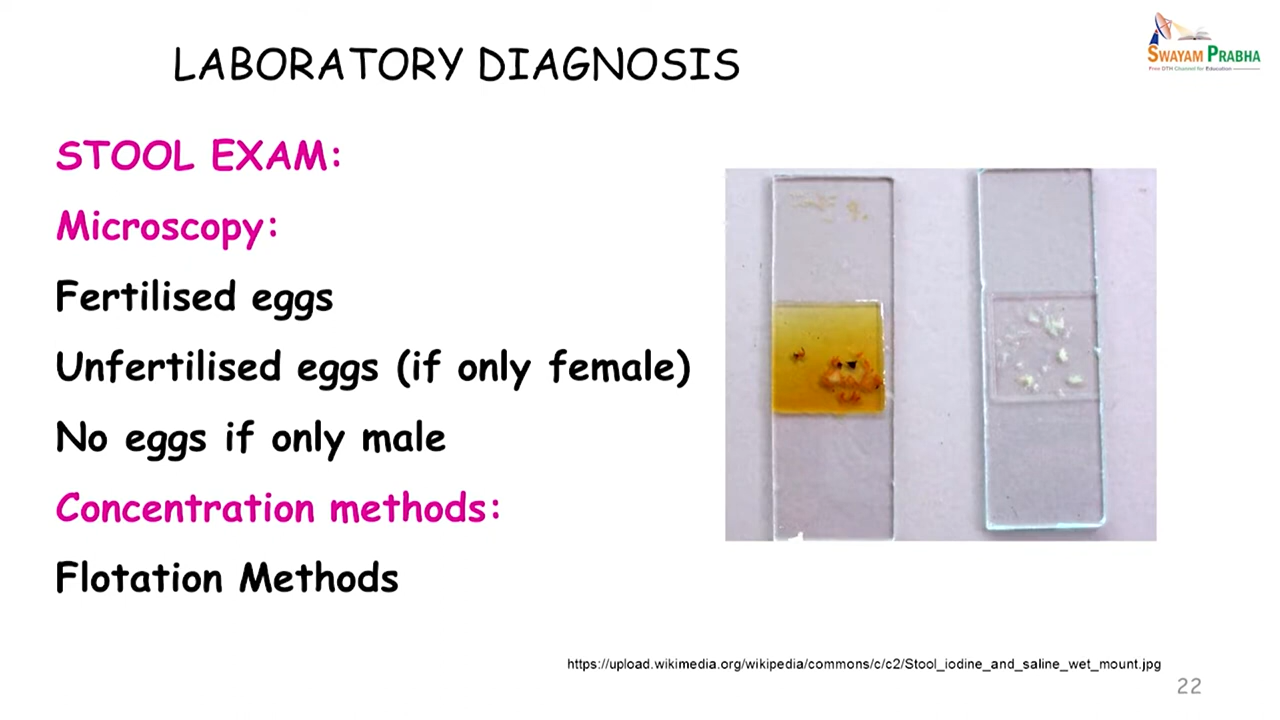 LABORATORY DIAGNOSIS
SWAYAM PRABHA
Free DTH Channel for Education
STOOL EXAM:
Microscopy:
Fertilised eggs
Unfertilised eggs (if only female)
No eggs if only male
Concentration methods:
Flotation Methods
https://upload.wikimedia.org/wikipedia/commons/c/c2/Stool_iodine_and_saline_wet_mount.jpg
22